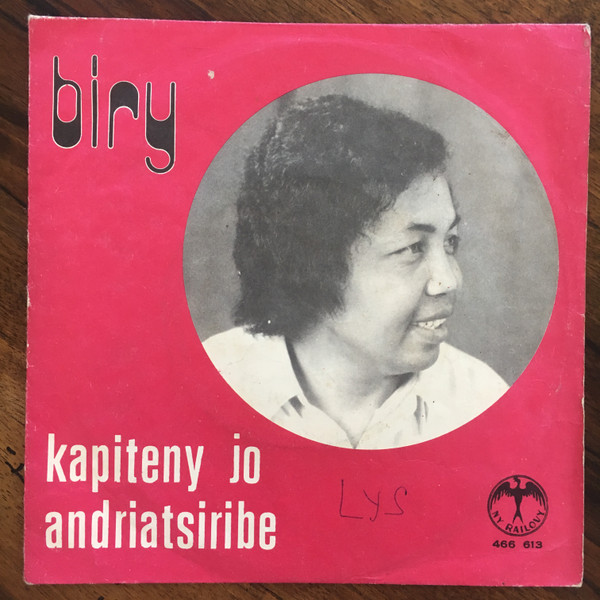 biry
kapiteny jo
andriatsiribe
Lys
NY RAILOVY
466 613